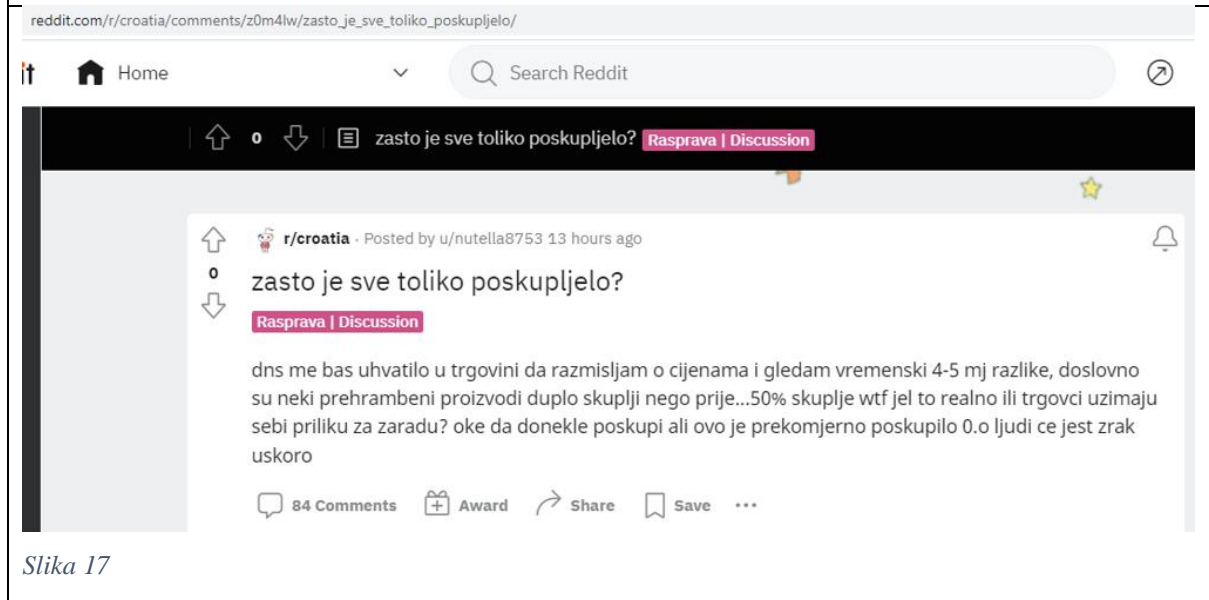 reddit.com/r/croatia/comments/z0m4lw/zasto_je_sve_toliko_poskupljelo/
it Home Search Reddit
0 zasto je sve toliko poskupljelo? Rasprava | Discussion
r/croatia · Posted by u/nutella8753 13 hours ago
0
zasto je sve toliko poskupljelo?
Rasprava | Discussion
dns me bas uhvatilo u trgovini da razmisljam o cijenama i gledam vremenski 4-5 mj razlike, doslovno
su neki prehrambeni proizvodi duplo skuplji nego prije...50% skuplje wtf jel to realno ili trgovci uzimaju
sebi priliku za zaradu? oke da donekle poskupi ali ovo je prekomjerno poskupilo 0.o ljudi ce jest zrak
uskoro
84 Comments Award Share Save ...
Slika 17